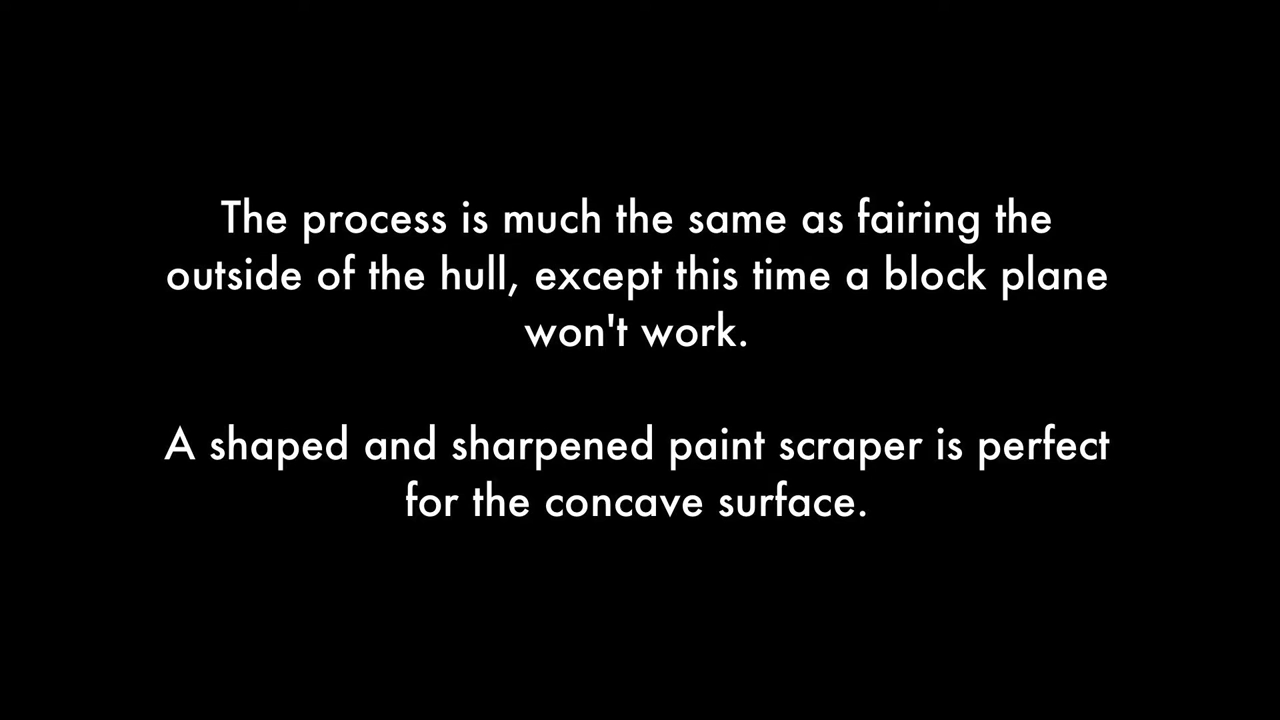 The process is much the same as fairing the
outside of the hull, except this time a block plane
won't work.
A shaped and sharpened paint scraper is perfect
for the concave surface.